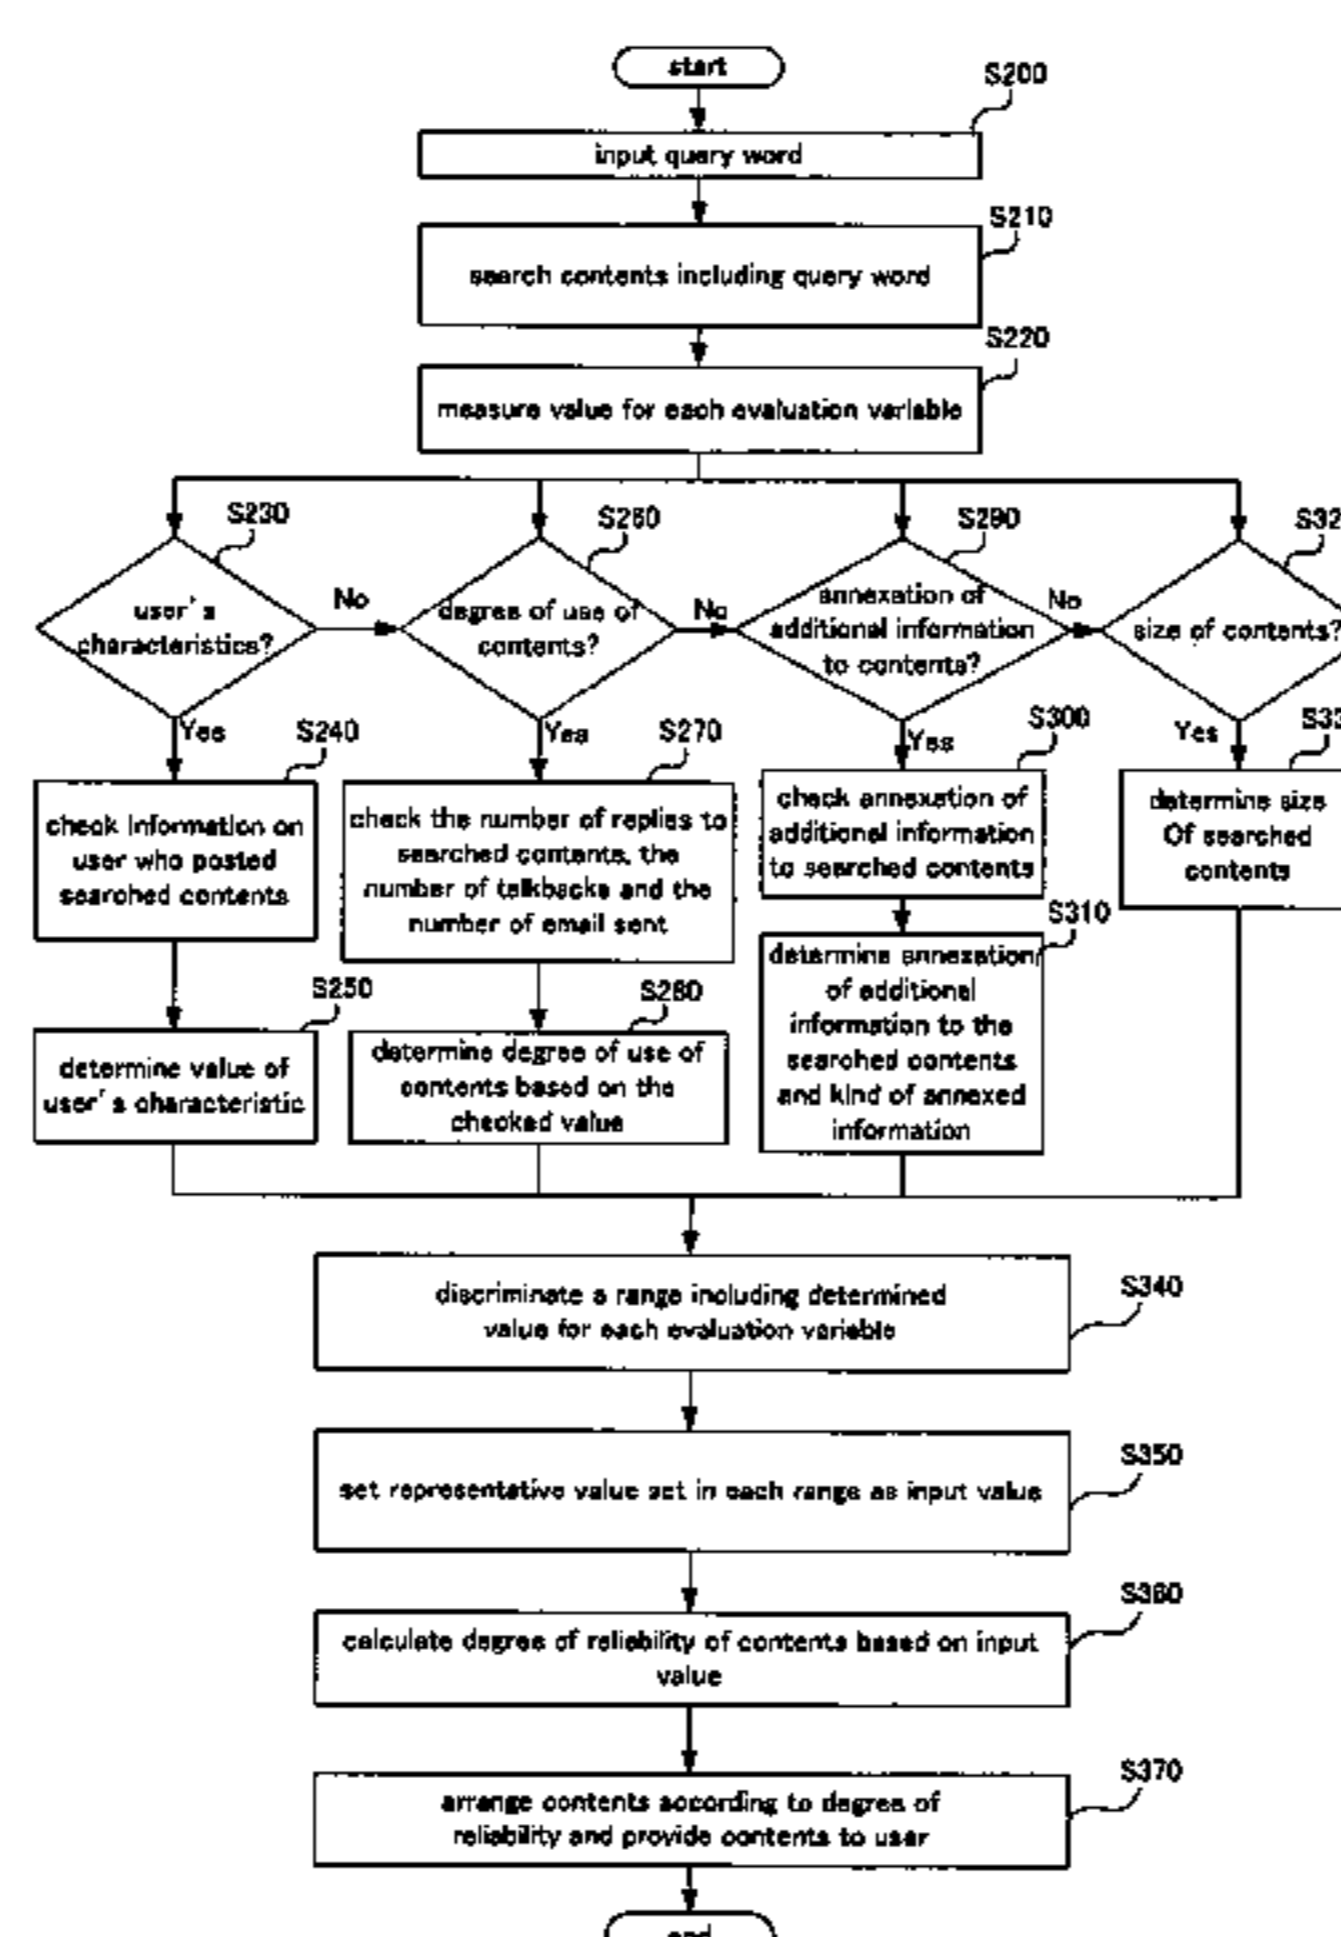 start
S200
input query word
S210
search contents including query word
S220
measure value for each evaluation variable
S230
S260
S290
S32
user's
characteristics?
No
degree of use of
contents?
No
annexation of
additional information
to contents?
No
size of contents?
Yes
Yes
Yes
Yes
S240
S270
S300
S33
check information on
user who posted
searched contents
check the number of replies to
searched contents, the
number of talkbacks and the
number of email sent
check annexation of
additional information
to searched contents
determine size
Of searched
contents
S250
S280
S310
determine value of
user's characteristic
determine degree of use of
contents based on the
checked value
determine annexation
of additional
information to the
searched contents
and kind of annexed
information
S340
discriminate a range including determined
value for each evaluation variable
S350
set representative value set in each range as input value
S360
calculate degree of reliability of contents based on input
value
S370
arrange contents according to degree of
reliability and provide contents to user
end